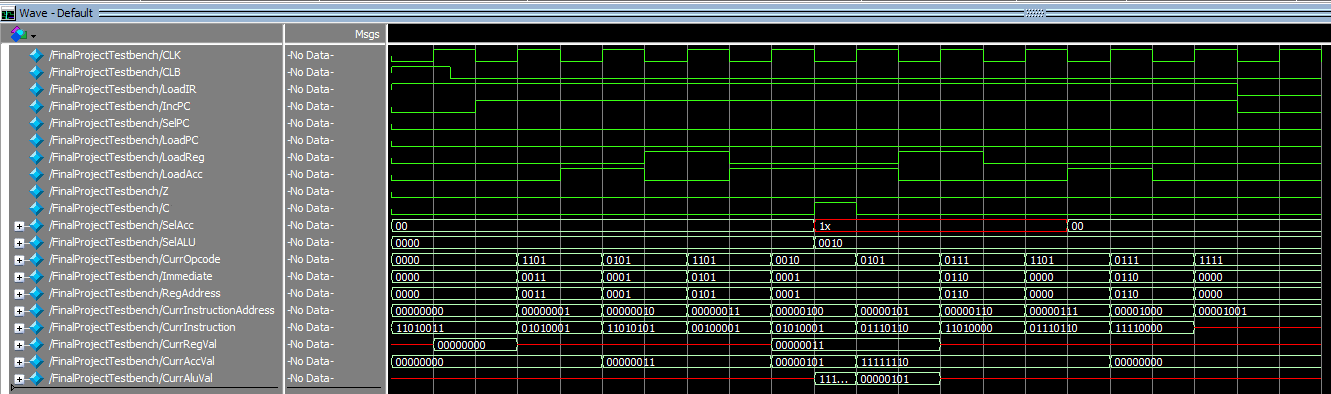 Wave - Default
Msgs
/FinalProjectTestbench/CLK -No Data-
/FinalProjectTestbench/CLB -No Data-
/FinalProjectTestbench/LoadIR -No Data-
/FinalProjectTestbench/IncPC -No Data-
/FinalProjectTestbench/SelPC -No Data-
/FinalProjectTestbench/LoadPC -No Data-
/FinalProjectTestbench/LoadReg -No Data-
/FinalProjectTestbench/LoadAcc -No Data-
/FinalProjectTestbench/Z -No Data-
/FinalProjectTestbench/C -No Data-
/FinalProjectTestbench/SelAcc -No Data- 00 1x 00
/FinalProjectTestbench/SelALU -No Data- 0000 0010
/FinalProjectTestbench/CurrOpcode -No Data- 0000 1101 0101 1101 0010 0101 0111 1101 0111 1111
/FinalProjectTestbench/Immediate -No Data- 0000 0011 0001 0101 0001 0110 0000 0110 0000
/FinalProjectTestbench/RegAddress -No Data- 0000 0011 0001 0101 0001 0110 0000 0110 0000
/FinalProjectTestbench/CurrInstructionAddress -No Data- 00000000 00000001 00000010 00000011 00000100 00000101 00000110 00000111 00001000 00001001
/FinalProjectTestbench/CurrInstruction -No Data- 11010011 01010001 11010101 00100001 01010001 01110110 11010000 01110110 11110000
/FinalProjectTestbench/CurrRegVal -No Data- 00000000 00000011
/FinalProjectTestbench/CurrAccVal -No Data- 00000000 00000011 00000101 11111110 00000000
/FinalProjectTestbench/CurrAluVal -No Data- 111... 00000101